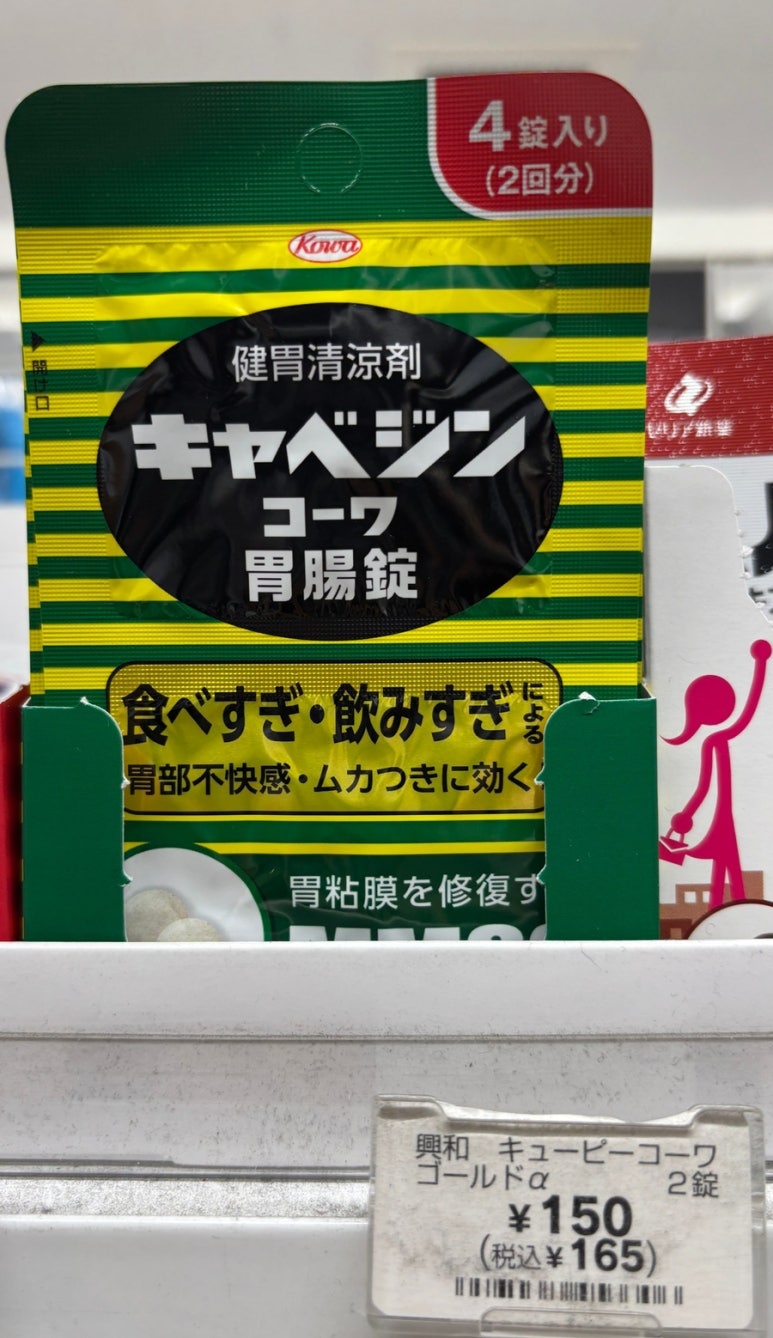 4錠入り
(2回分)
Kowa
開け口
健胃清涼剤
キャベジン
コーワ
胃腸錠
食べすぎ・飲みすぎによる
胃部不快感・ムカつきに効く
胃粘膜を修復す
興和 キューピーコーワ
ゴールドα 2錠
¥150
(税込¥165)